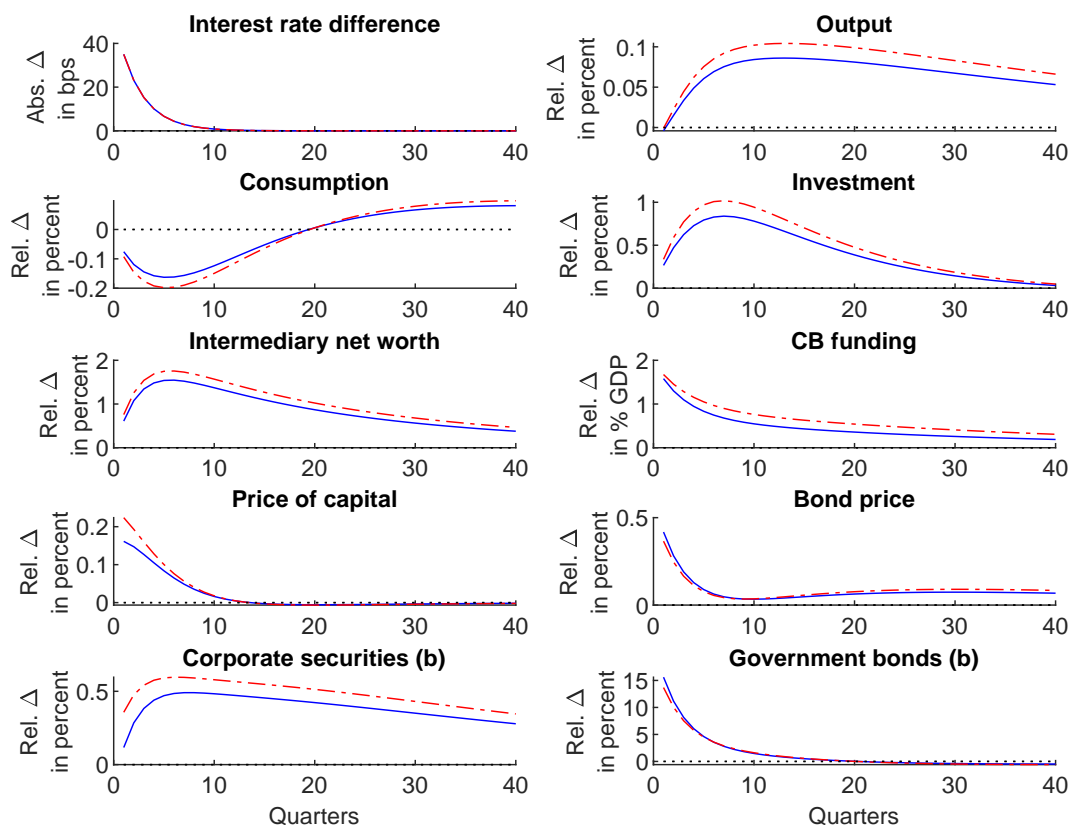 Interest rate difference
Abs. Δ
in bps
40
20
0
0 10 20 30 40
Output
Rel. Δ
in percent
0.1
0.05
0
0 10 20 30 40
Consumption
Rel. Δ
in percent
0
-0.1
-0.2
0 10 20 30 40
Investment
Rel. Δ
in percent
1
0.5
0
0 10 20 30 40
Intermediary net worth
Rel. Δ
in percent
2
1
0
0 10 20 30 40
CB funding
Rel. Δ
in % GDP
2
1
0
0 10 20 30 40
Price of capital
Rel. Δ
in percent
0.2
0.1
0
0 10 20 30 40
Bond price
Rel. Δ
in percent
0.5
0
0 10 20 30 40
Corporate securities (b)
Rel. Δ
in percent
0.5
0
0 10 20 30 40
Quarters
Government bonds (b)
Rel. Δ
in percent
15
10
5
0
0 10 20 30 40
Quarters